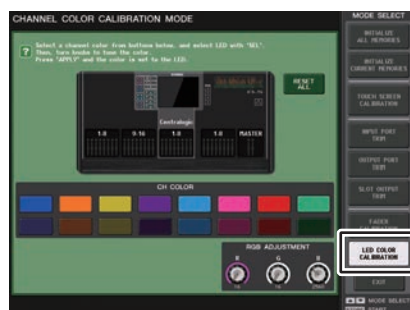 CHANNEL COLOR CALIBRATION MODE
Select a channel color from buttons below, and select LED with "SEL".
Then, turn knobs to tune the color.
Press "APPLY" and the color is set to the LED.
RESET
ALL
Centralogic
1-8
9-16
1-8
1-8
MASTER
CH COLOR
RGB ADJUSTMENT
R
G
B
MODE SELECT
INITIALIZE
ALL MEMORIES
INITIALIZE
CURRENT MEMORIES
TOUCH SCREEN
CALIBRATION
INPUT PORT
TRIM
OUTPUT PORT
TRIM
SLOT OUTPUT
TRIM
FADER
CALIBRATION
LED COLOR
CALIBRATION
EXIT
MODE SELECT
START